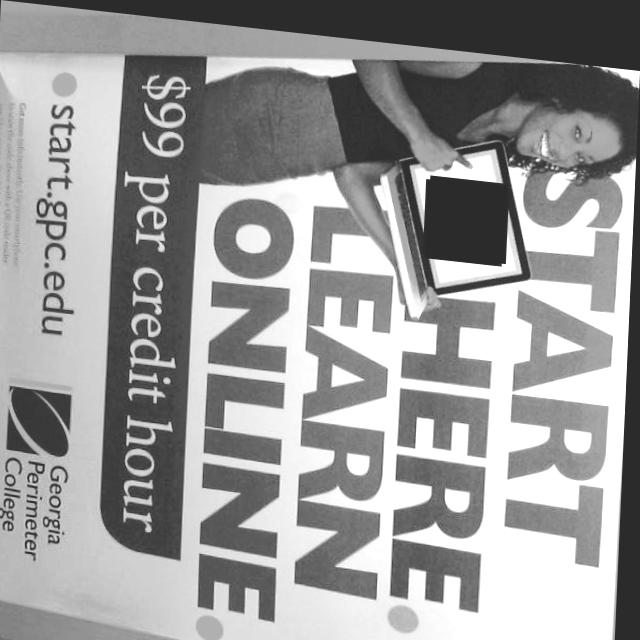 START
HERE
LEARN
ONLINE
$99 per credit hour
start.gpc.edu
Georgia
Perimeter
College